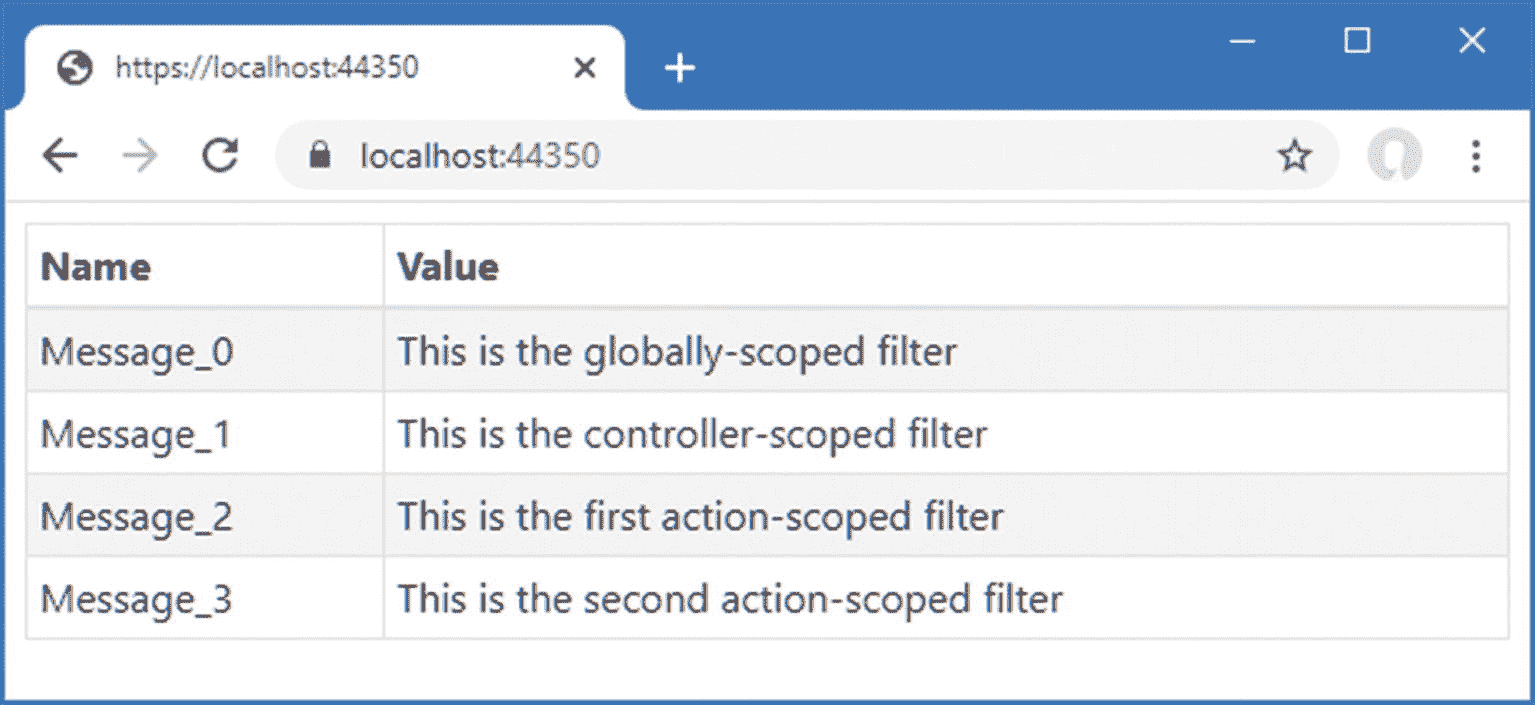 https://localhost:44350
localhost:44350
Name Value
Message_0 This is the globally-scoped filter
Message_1 This is the controller-scoped filter
Message_2 This is the first action-scoped filter
Message_3 This is the second action-scoped filter